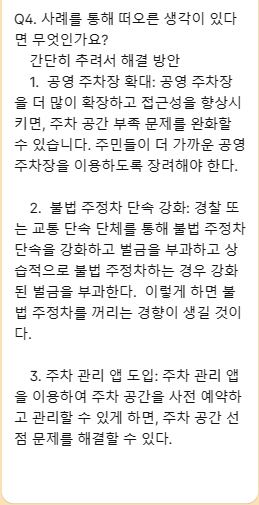 Q4. 사례를 통해 떠오른 생각이 있다
면 무엇인가요?
간단히 추려서 해결 방안
1. 공영 주차장 확대: 공영 주차장
을 더 많이 확장하고 접근성을 향상시
키면, 주차 공간 부족 문제를 완화할
수 있습니다. 주민들이 더 가까운 공영
주차장을 이용하도록 장려해야 한다.
2. 불법 주정차 단속 강화: 경찰 또
는 교통 단속 단체를 통해 불법 주정차
단속을 강화하고 벌금을 부과하고 상
습적으로 불법 주정차하는 경우 강화
된 벌금을 부과한다. 이렇게 하면 불
법 주정차를 꺼리는 경향이 생길 것이
다.
3. 주차 관리 앱 도입: 주차 관리 앱
을 이용하여 주차 공간을 사전 예약하
고 관리할 수 있게 하면, 주차 공간 선
점 문제를 해결할 수 있다.